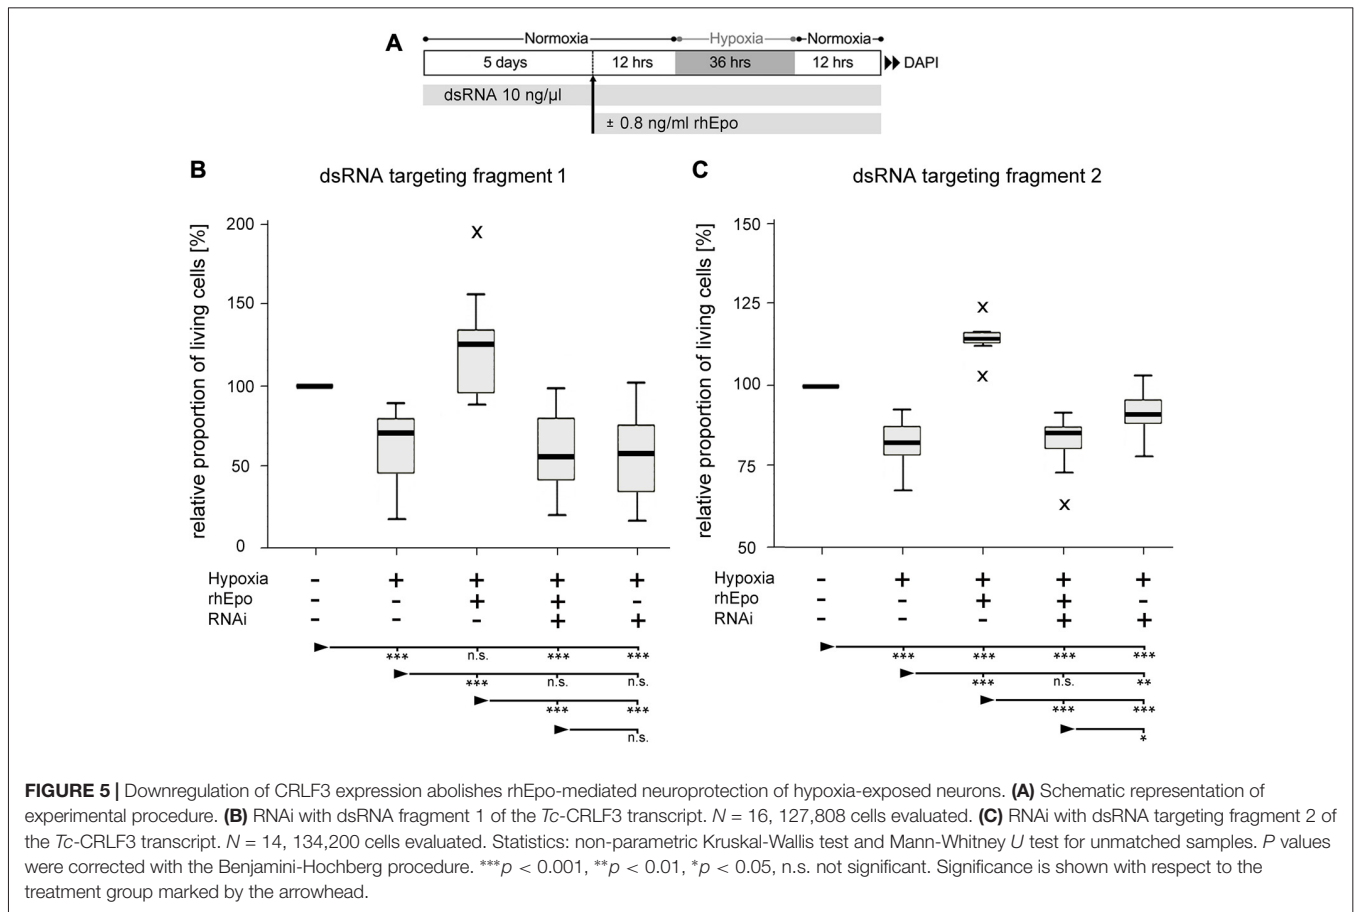 A
Normoxia Hypoxia Normoxia
5 days 12 hrs 36 hrs 12 hrs DAPI
dsRNA 10 ng/µl
± 0.8 ng/ml rhEpo
B
dsRNA targeting fragment 1
relative proportion of living cells [%]
200
150
100
50
0
x
Hypoxia - + + + +
rhEpo - - + + -
RNAi - - - + +
*** n.s. *** ***
*** n.s. n.s.
*** ***
n.s.
C
dsRNA targeting fragment 2
relative proportion of living cells [%]
150
125
100
75
50
x
x
x
Hypoxia - + + + +
rhEpo - - + + -
RNAi - - - + +
*** *** *** ***
*** n.s. **
*** ***
*
FIGURE 5 | Downregulation of CRLF3 expression abolishes rhEpo-mediated neuroprotection of hypoxia-exposed neurons. (A) Schematic representation of
experimental procedure. (B) RNAi with dsRNA fragment 1 of the Tc-CRLF3 transcript. N = 16, 127,808 cells evaluated. (C) RNAi with dsRNA targeting fragment 2 of
the Tc-CRLF3 transcript. N = 14, 134,200 cells evaluated. Statistics: non-parametric Kruskal-Wallis test and Mann-Whitney U test for unmatched samples. P values
were corrected with the Benjamini-Hochberg procedure. ***p < 0.001, **p < 0.01, *p < 0.05, n.s. not significant. Significance is shown with respect to the
treatment group marked by the arrowhead.